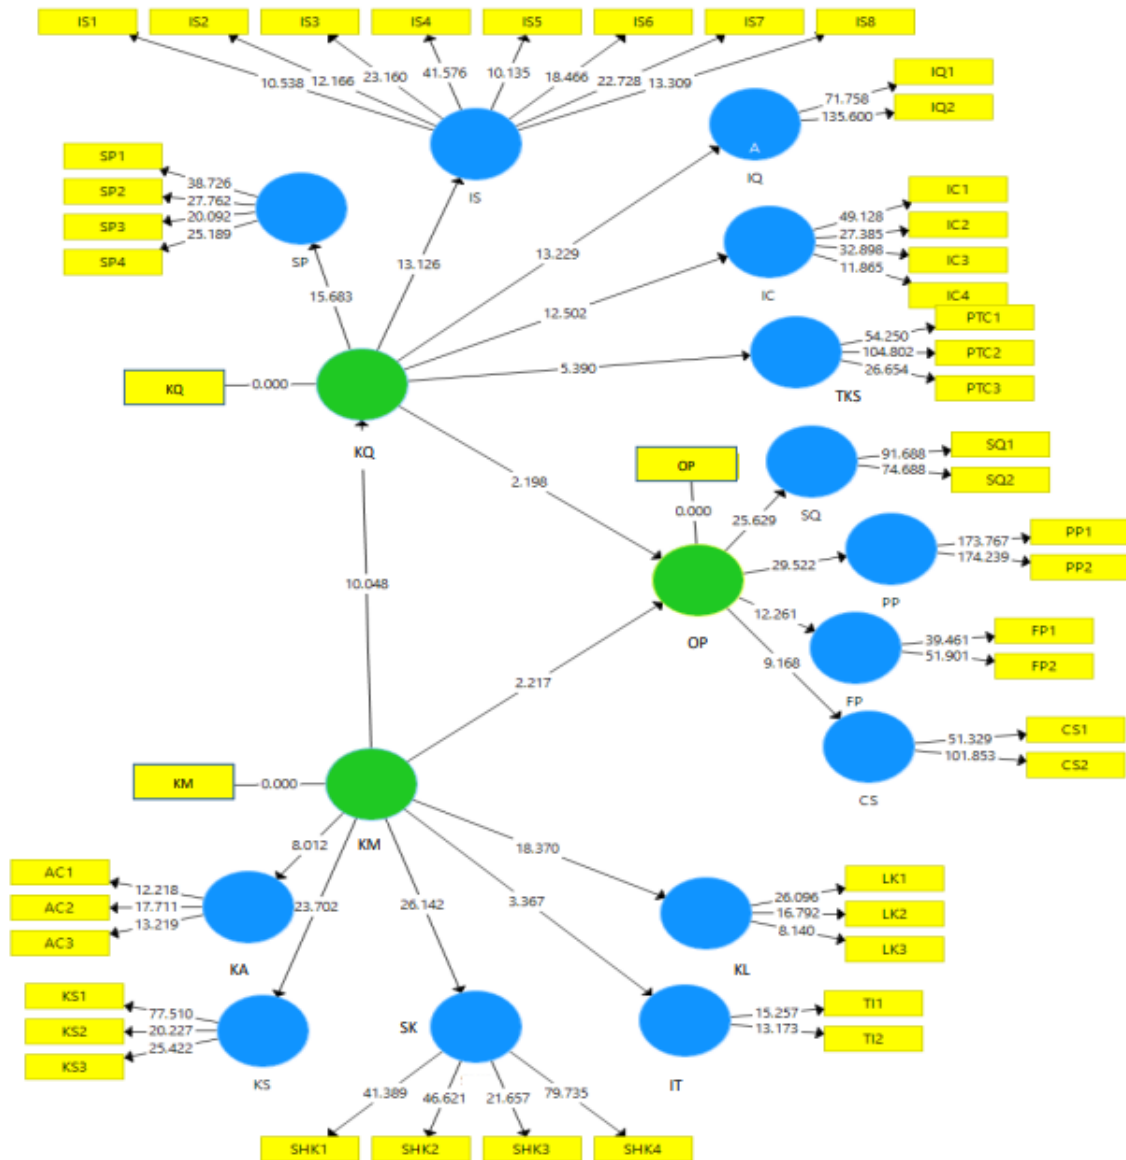 IS1 IS2 IS3 IS4 IS5 IS6 IS7 IS8
10.538 12.166 23.160 41.576 10.135 18.466 22.728 13.309
IS
IQ1
71.758
IQ2
135.600
A
IQ
SP1
38.726
SP2
27.762
SP3
20.092
SP4
25.189
SP
IC1
49.128
IC2
27.385
IC3
32.898
IC4
11.865
IC
15.683
13.126
13.229
12.502
5.390
PTC1
54.250
PTC2
104.802
PTC3
26.654
TKS
KQ
0.000
KQ
2.198
OP
0.000
25.629
SQ1
91.688
SQ2
74.688
SQ
PP1
173.767
PP2
174.239
29.522
PP
10.048
OP
12.261
FP1
39.461
FP2
51.901
FP
9.168
2.217
CS1
51.329
CS2
101.853
CS
KM
0.000
KM
8.012
23.702
26.142
3.367
18.370
AC1
12.218
AC2
17.711
AC3
13.219
KA
LK1
26.096
LK2
16.792
LK3
8.140
KL
KS1
77.510
KS2
20.227
KS3
25.422
KS
SK
TI1
15.257
TI2
13.173
IT
41.389 46.621 21.657 79.735
SHK1 SHK2 SHK3 SHK4